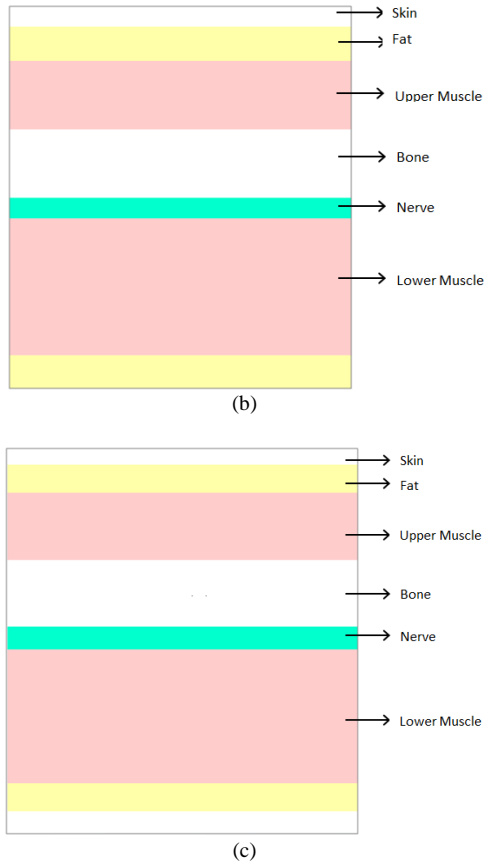 Skin
Fat
Upper Muscle
Bone
Nerve
Lower Muscle
(b)
Skin
Fat
Upper Muscle
Bone
Nerve
Lower Muscle
(c)